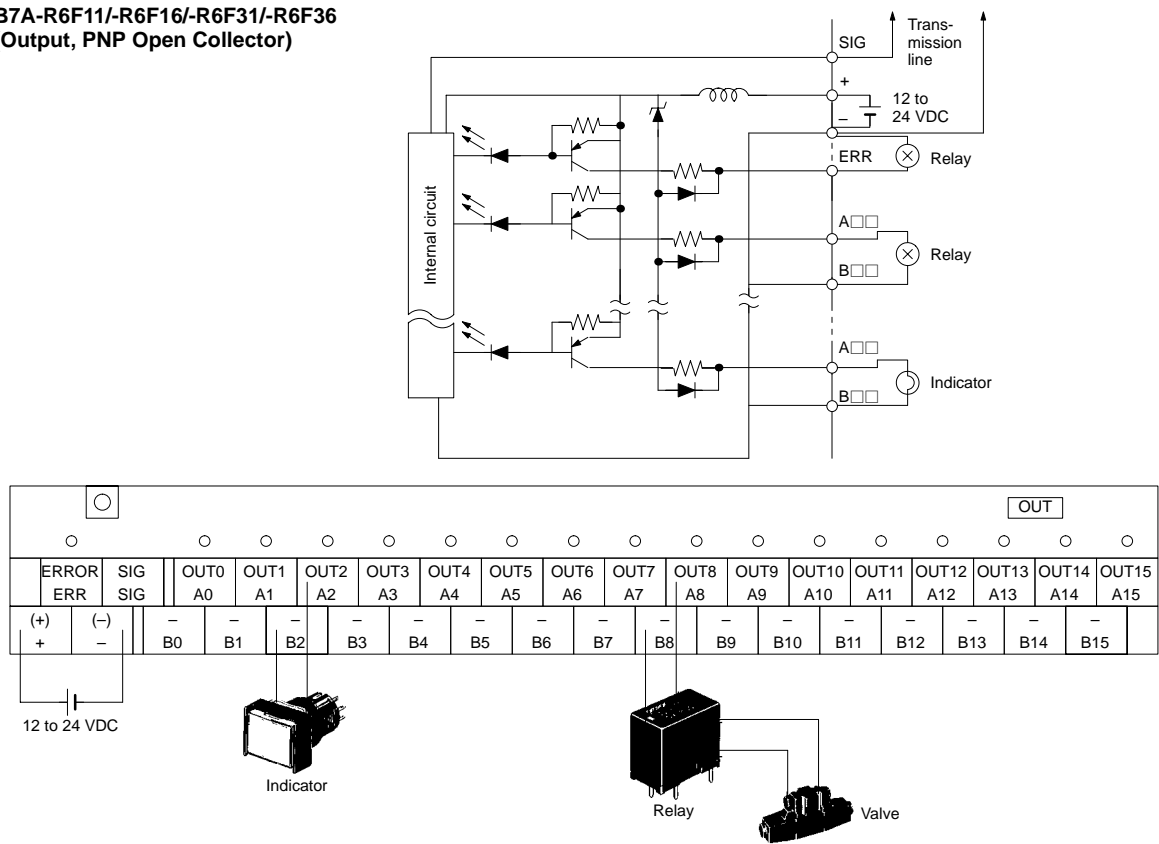 B7A-R6F11/-R6F16/-R6F31/-R6F36
Output, PNP Open Collector)
SIG
Trans-
mission
line
+
12 to
24 VDC
–
ERR
Relay
Internal circuit
A□□
Relay
B□□
A□□
Indicator
B□□
OUT
ERROR SIG OUT0 OUT1 OUT2 OUT3 OUT4 OUT5 OUT6 OUT7 OUT8 OUT9 OUT10 OUT11 OUT12 OUT13 OUT14 OUT15
ERR SIG A0 A1 A2 A3 A4 A5 A6 A7 A8 A9 A10 A11 A12 A13 A14 A15
(+) (–) – – – – – – – – – – – – – – – –
+ – B0 B1 B2 B3 B4 B5 B6 B7 B8 B9 B10 B11 B12 B13 B14 B15
12 to 24 VDC
Indicator
Relay
Valve